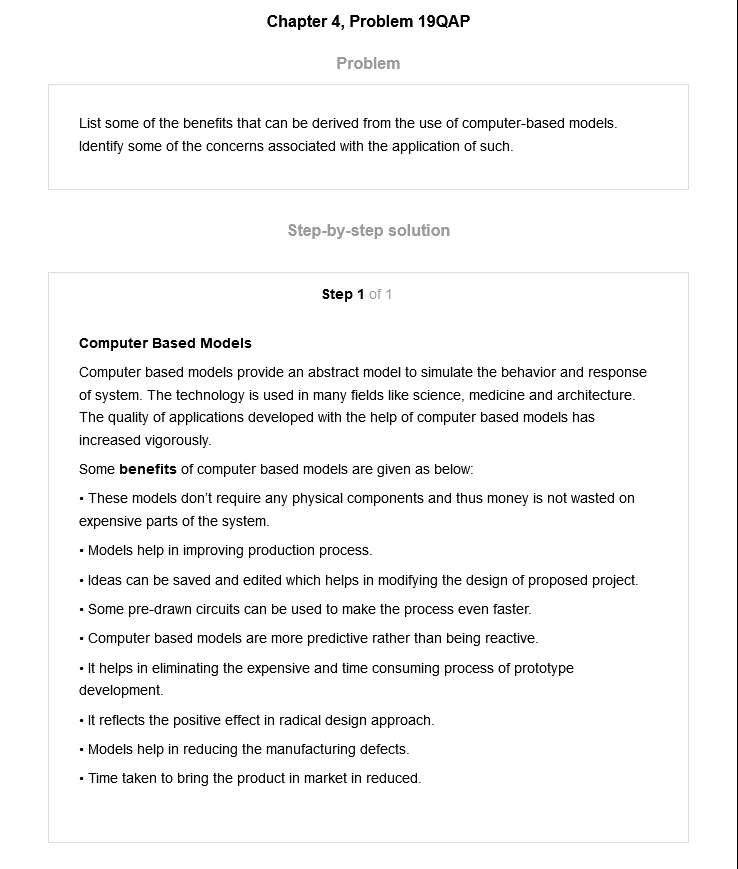 Chapter 4, Problem 19QAP
Problem
List some of the benefits that can be derived from the use of computer-based models.
Identify some of the concerns associated with the application of such.
Step-by-step solution
Step 1 of 1
Computer Based Models
Computer based models provide an abstract model to simulate the behavior and response
of system. The technology is used in many fields like science, medicine and architecture.
The quality of applications developed with the help of computer based models has
increased vigorously.
Some benefits of computer based models are given as below:
• These models don’t require any physical components and thus money is not wasted on
expensive parts of the system.
• Models help in improving production process.
• Ideas can be saved and edited which helps in modifying the design of proposed project.
• Some pre-drawn circuits can be used to make the process even faster.
• Computer based models are more predictive rather than being reactive.
• It helps in eliminating the expensive and time consuming process of prototype
development.
• It reflects the positive effect in radical design approach.
• Models help in reducing the manufacturing defects.
• Time taken to bring the product in market in reduced.